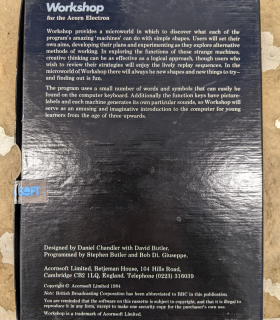 Workshop
for the Acorn Electron
Workshop provides a microworld in which to discover what each of the
program's amazing 'machines' can do with simple shapes. Users will set their
own aims, developing their plans and experimenting as they explore alternative
methods of working. In exploring the functions of these strange machines,
creative thinking can be as effective as a logical approach, though users who
wish to review their strategies will enjoy the lively replay sequences. In the
microworld of Workshop there will always be new shapes and new things to try—
and finding out is fun.
The program uses a small number of words and symbols that can easily be
found on the computer keyboard. Additionally the function keys have picture-
labels and each machine generates its own particular sounds, so Workshop will
serve as an amusing and imaginative introduction to the computer for young
learners from the age of three upwards.
Designed by Daniel Chandler with David Butler.
Programmed by Stephen Butler and Bob Di. Giuseppe.
Acornsoft Limited, Betjeman House, 104 Hills Road,
Cambridge CB2 1LQ, England. Telephone (0223) 316039
Copyright © Acornsoft Limited 1984
Note: British Broadcasting Corporation has been abbreviated to BBC in this publication.
You are reminded that the software on this cassette is subject to copyright, and that it is illegal to
reproduce it in any form, except to make one security copy for the purchaser's own use.
Workshop is a trademark of Acornsoft Limited.